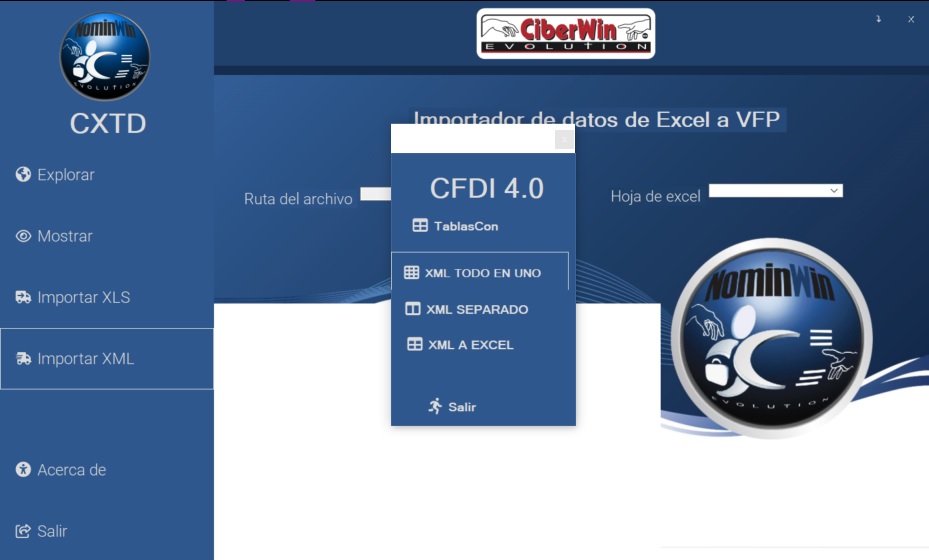 NominWin
EVOLUTION
CXTD
Explorar
Mostrar
Importar XLS
Importar XML
Acerca de
Salir
CiberWin
EVOLUTION
X
Importador de datos de Excel a VFP
Ruta del archivo
Hoja de excel
CFDI 4.0
TablasCon
XML TODO EN UNO
XML SEPARADO
XML A EXCEL
Salir
NominWin
EVOLUTION